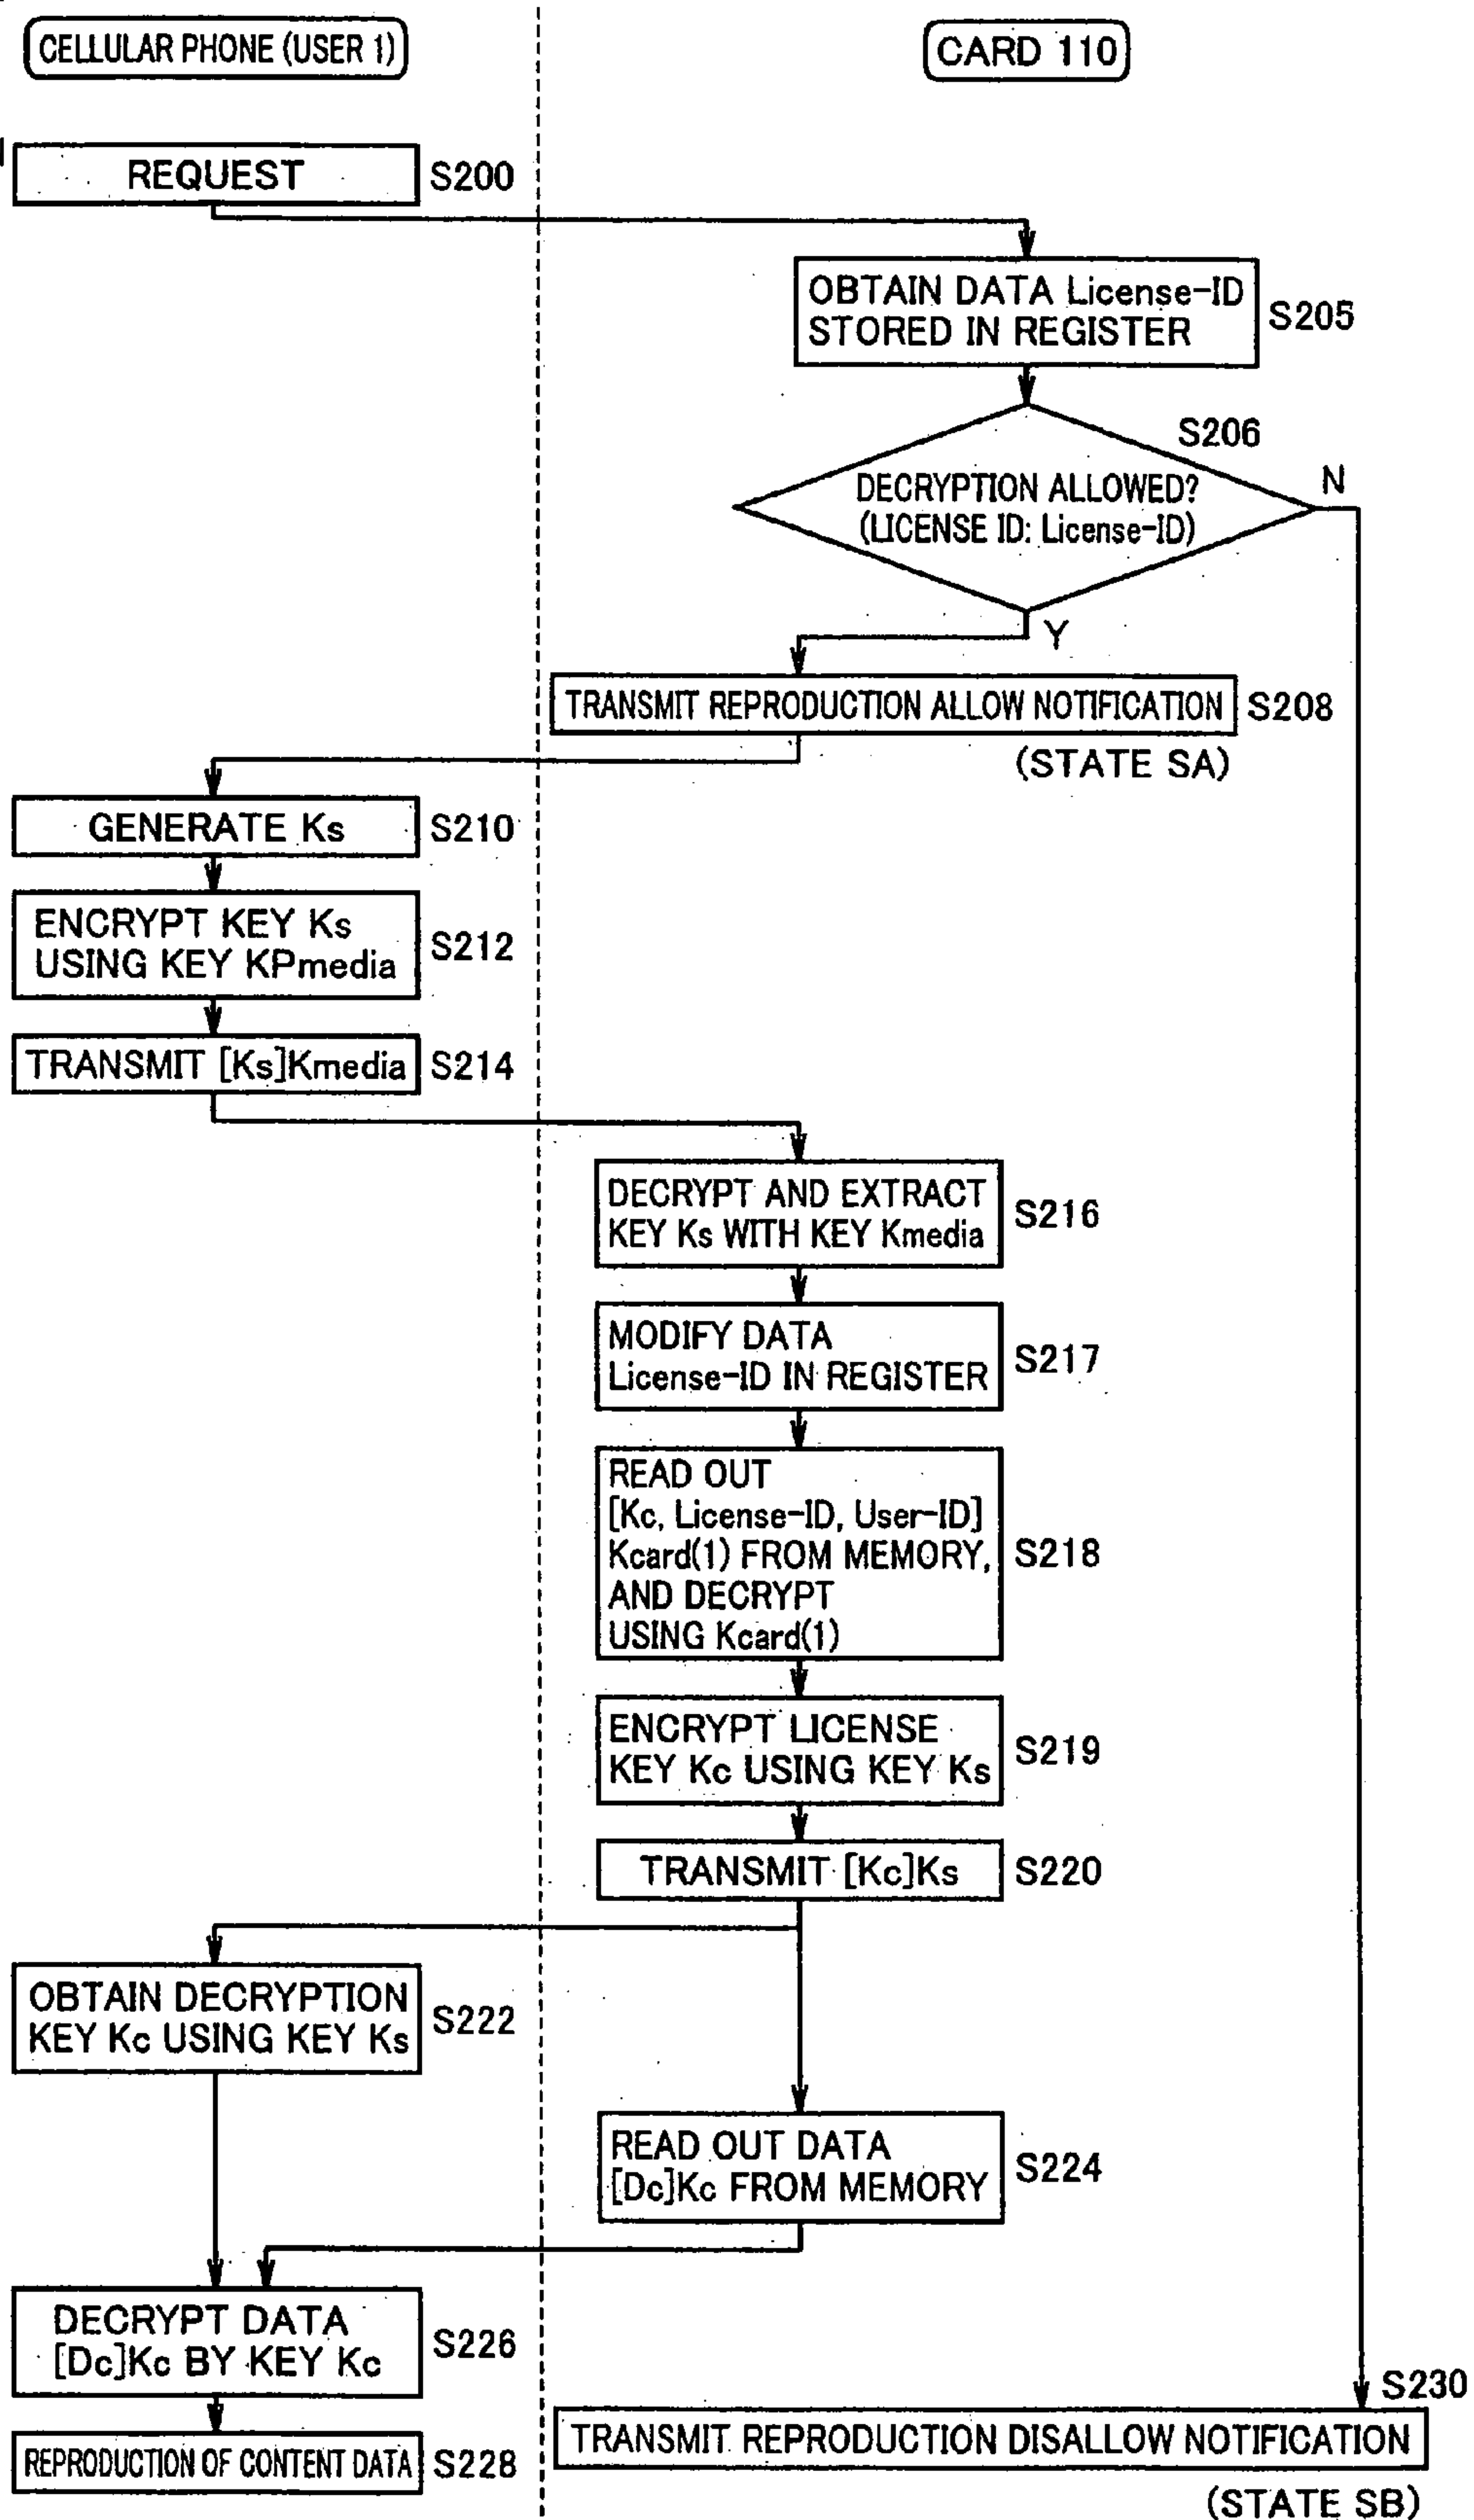 CELLULAR PHONE (USER 1)
CARD 110
REQUEST
S200
OBTAIN DATA License-ID
STORED IN REGISTER
S205
S206
DECRYPTION ALLOWED?
(LICENSE ID: License-ID)
N
Y
TRANSMIT REPRODUCTION ALLOW NOTIFICATION
S208
(STATE SA)
GENERATE Ks
S210
ENCRYPT KEY Ks
USING KEY KPmedia
S212
TRANSMIT [Ks]Kmedia
S214
DECRYPT AND EXTRACT
KEY Ks WITH KEY Kmedia
S216
MODIFY DATA
License-ID IN REGISTER
S217
READ OUT
[Kc, License-ID, User-ID]
Kcard(1) FROM MEMORY,
AND DECRYPT
USING Kcard(1)
S218
ENCRYPT LICENSE
KEY Kc USING KEY Ks
S219
TRANSMIT [Kc]Ks
S220
OBTAIN DECRYPTION
KEY Kc USING KEY Ks
S222
READ OUT DATA
[Dc]Kc FROM MEMORY
S224
DECRYPT DATA
[Dc]Kc BY KEY Kc
S226
S230
TRANSMIT REPRODUCTION DISALLOW NOTIFICATION
REPRODUCTION OF CONTENT DATA
S228
(STATE SB)